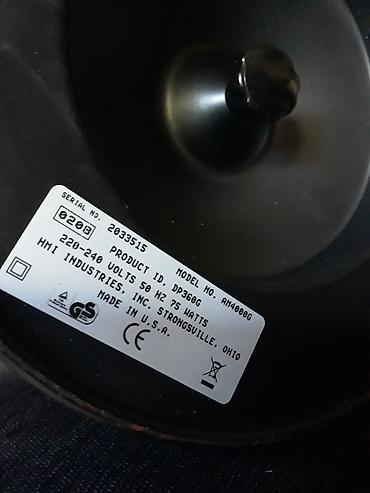 SERIAL NO. 2033515
0208
MODEL NO. AM4000G
PRODUCT ID. DP360G
220-240 VOLTS 50 HZ 75 WATTS
HMI INDUSTRIES, INC. STRONGSVILLE, OHIO
MADE IN U.S.A.
GS
CE